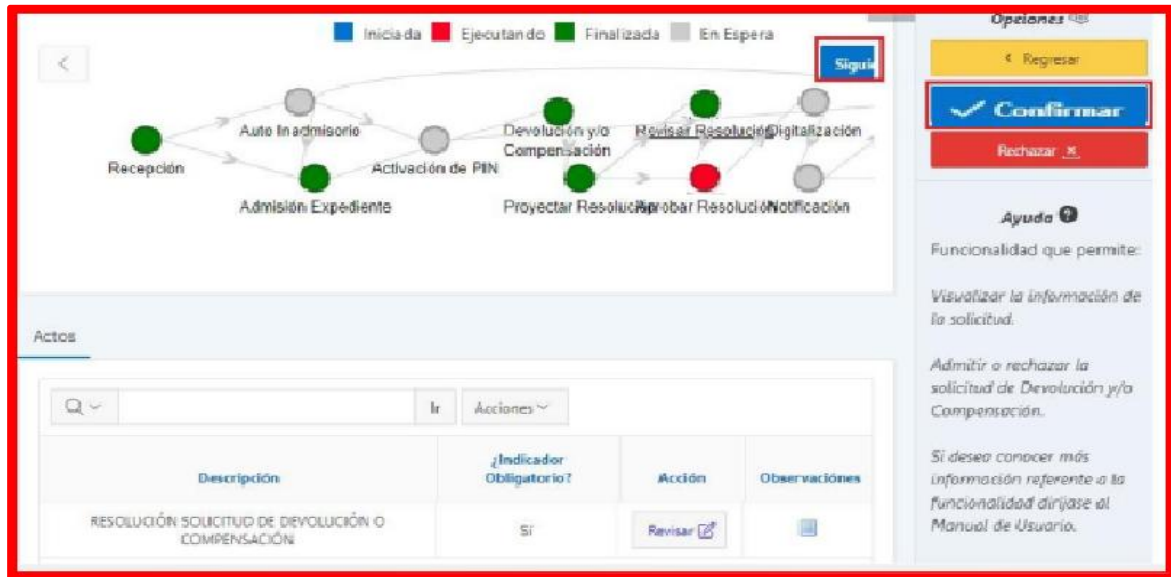 Iniciada Ejecutando Finalizada En Espera
Siguie
Auto Inadmisorio
Devolución y/o
Compensación
Revisar Resolución
Digitalización
Recepción
Activación de PIN
Admisión Expediente
Proyectar Resolución
Aprobar Resolución
Notificación
Actos
Ir
Acciones
Descripción
¿Indicador
Obligatorio?
Acción
Observaciónes
RESOLUCIÓN SOLICITUD DE DEVOLUCIÓN O
COMPENSACIÓN
Sí
Revisar
Opciones
Regresar
Confirmar
Rechazar
Ayuda
Funcionalidad que permite:
Visualizar la información de
la solicitud.
Admitir o rechazar la
solicitud de Devolución y/o
Compensación.
Si desea conocer más
información referente a la
funcionalidad diríjase al
Manual de Usuario.